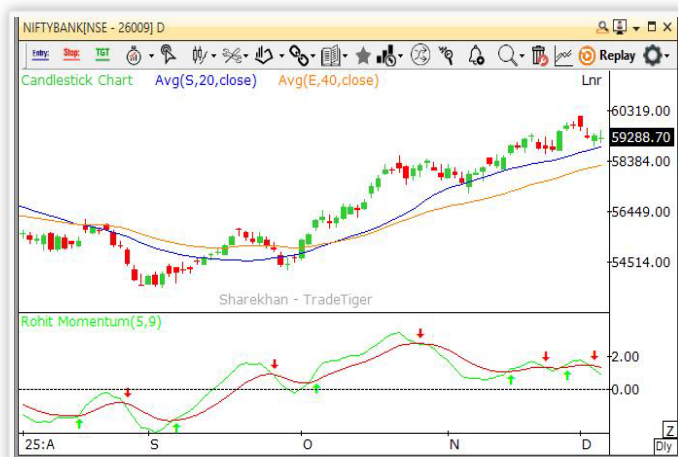 NIFTYBANK[NSE - 26009] D
Entry: Stop: TGT Replay
Candlestick Chart Avg(S,20,close) Avg(E,40,close) Lnr
60319.00
59288.70
58384.00
56449.00
54514.00
Sharekhan - TradeTiger
Rohit Momentum(5,9)
2.00
0.00
Z
25:A S O N D Dly